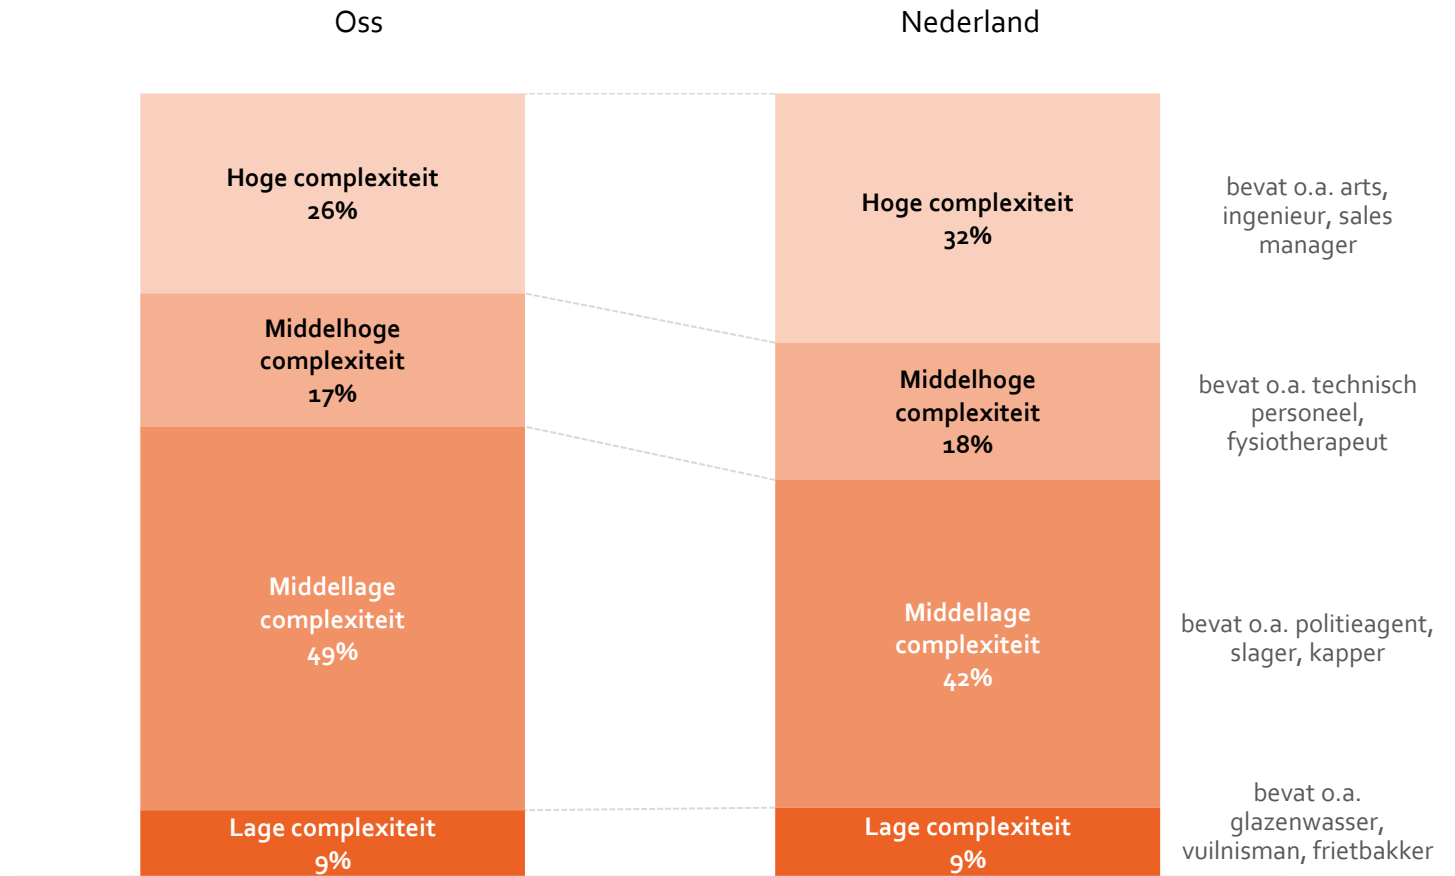 Oss
Nederland
Hoge complexiteit
26%
Middelhoge
complexiteit
17%
Middellage
complexiteit
49%
Lage complexiteit
9%
Hoge complexiteit
32%
Middelhoge
complexiteit
18%
Middellage
complexiteit
42%
Lage complexiteit
9%
bevat o.a. arts,
ingenieur, sales
manager
bevat o.a. technisch
personeel,
fysiotherapeut
bevat o.a. politieagent,
slager, kapper
bevat o.a.
glazenwasser,
vuilnisman, frietbakker